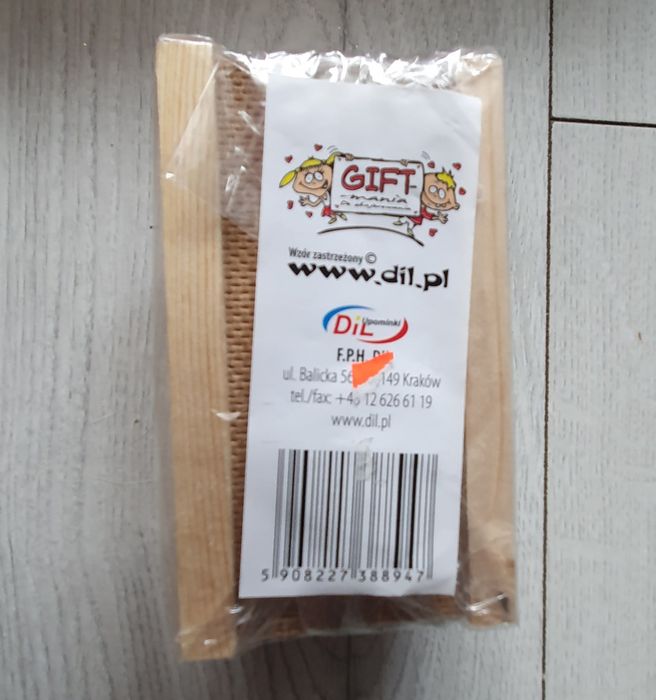 GIFT
mania
Wzór zastrzeżony ©
www.dil.pl
DiL Upominki
F.P.H.
ul. Balicka 149 Kraków
tel./fax: 12 626 61 19
www.dil.pl
5 908227 388947